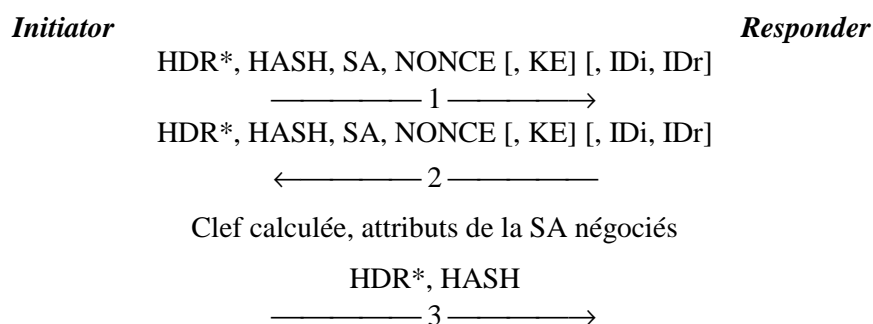 Initiator Responder
HDR*, HASH, SA, NONCE [, KE] [, IDi, IDr]
1
HDR*, HASH, SA, NONCE [, KE] [, IDi, IDr]
2
Clef calculée, attributs de la SA négociés
HDR*, HASH
3